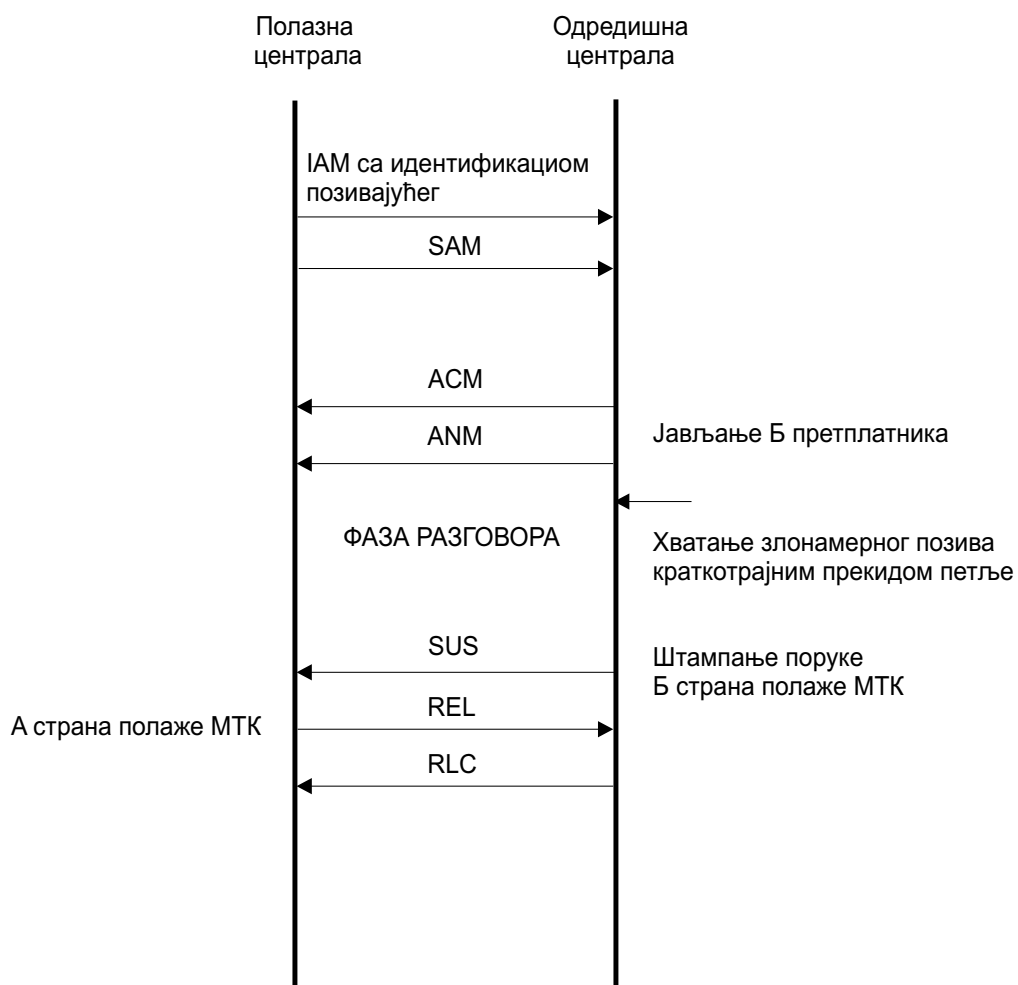 Полазна
централа
Одредишна
централа
IAM са идентификациом
позивајућег
SAM
ACM
ANM
Јављање Б претплатника
ФАЗА РАЗГОВОРА
Хватање злонамерног позива
краткотрајним прекидом петље
SUS
Штампање поруке
Б страна полаже МТК
А страна полаже МТК
REL
RLC